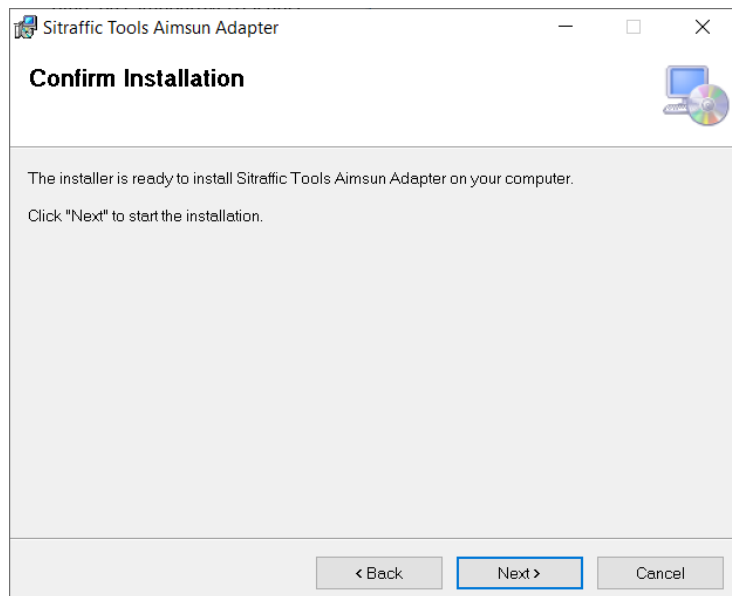 Sitraffic Tools Aimsun Adapter
Confirm Installation
The installer is ready to install Sitraffic Tools Aimsun Adapter on your computer.
Click "Next" to start the installation.
< Back
Next >
Cancel